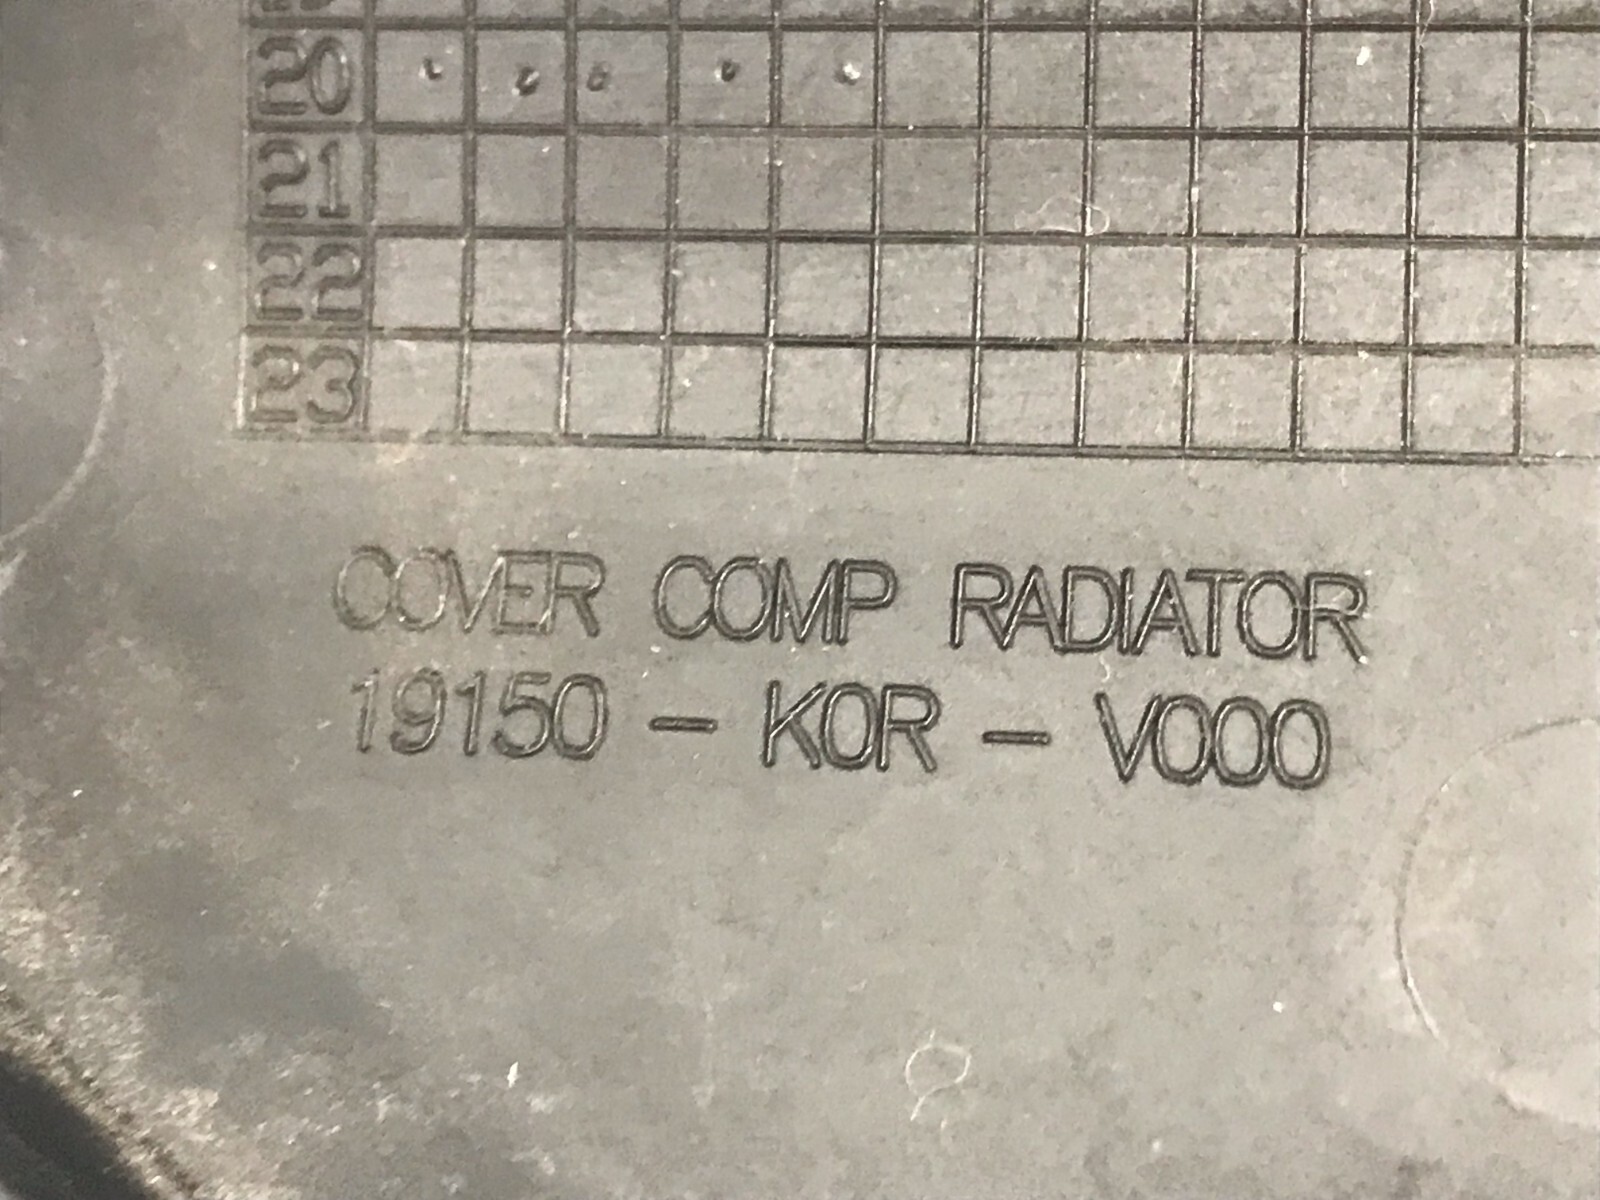 20
21
22
23
COVER COMP RADIATOR
19150 - K0R - V000